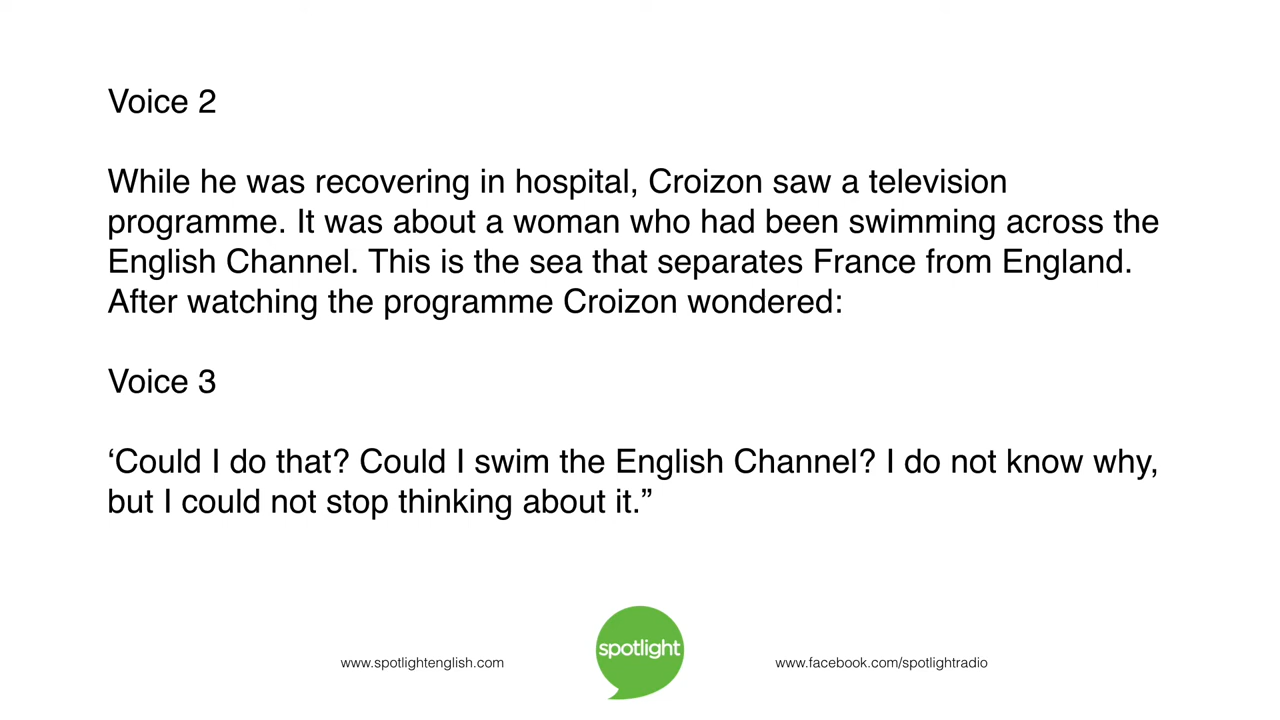 Voice 2
While he was recovering in hospital, Croizon saw a television
programme. It was about a woman who had been swimming across the
English Channel. This is the sea that separates France from England.
After watching the programme Croizon wondered:
Voice 3
‘Could I do that? Could I swim the English Channel? I do not know why,
but I could not stop thinking about it.”
www.spotlightenglish.com
spotlight
www.facebook.com/spotlightradio